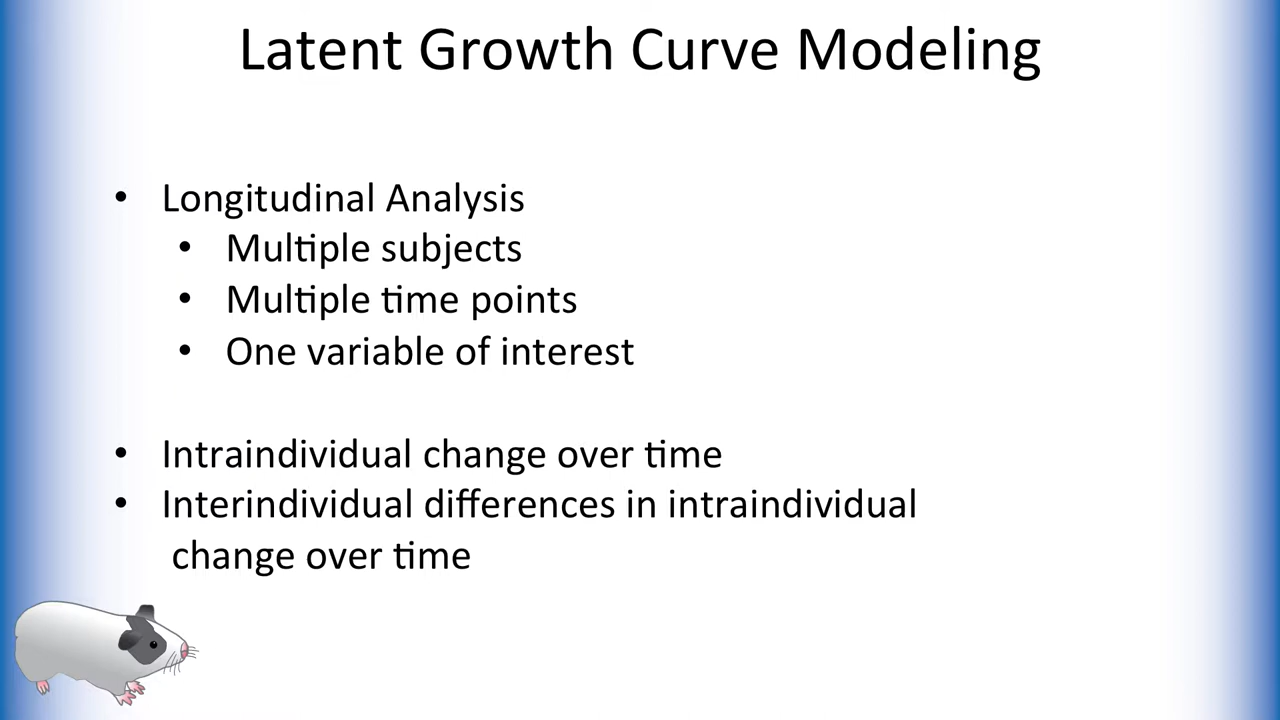 Latent Growth Curve Modeling
• Longitudinal Analysis
• Multiple subjects
• Multiple time points
• One variable of interest
• Intraindividual change over time
• Interindividual differences in intraindividual
change over time